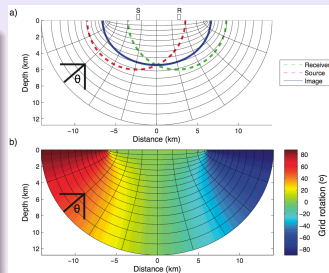 a)
S R
0
2
4
6
8
10
12
Depth (km)
θ
−10 −5 0 5 10
Distance (km)
Receiver
Source
Image
b)
0
2
4
6
8
10
12
Depth (km)
θ
−10 −5 0 5 10
Distance (km)
80
60
40
20
0
−20
−40
−60
−80
Grid rotation (º)